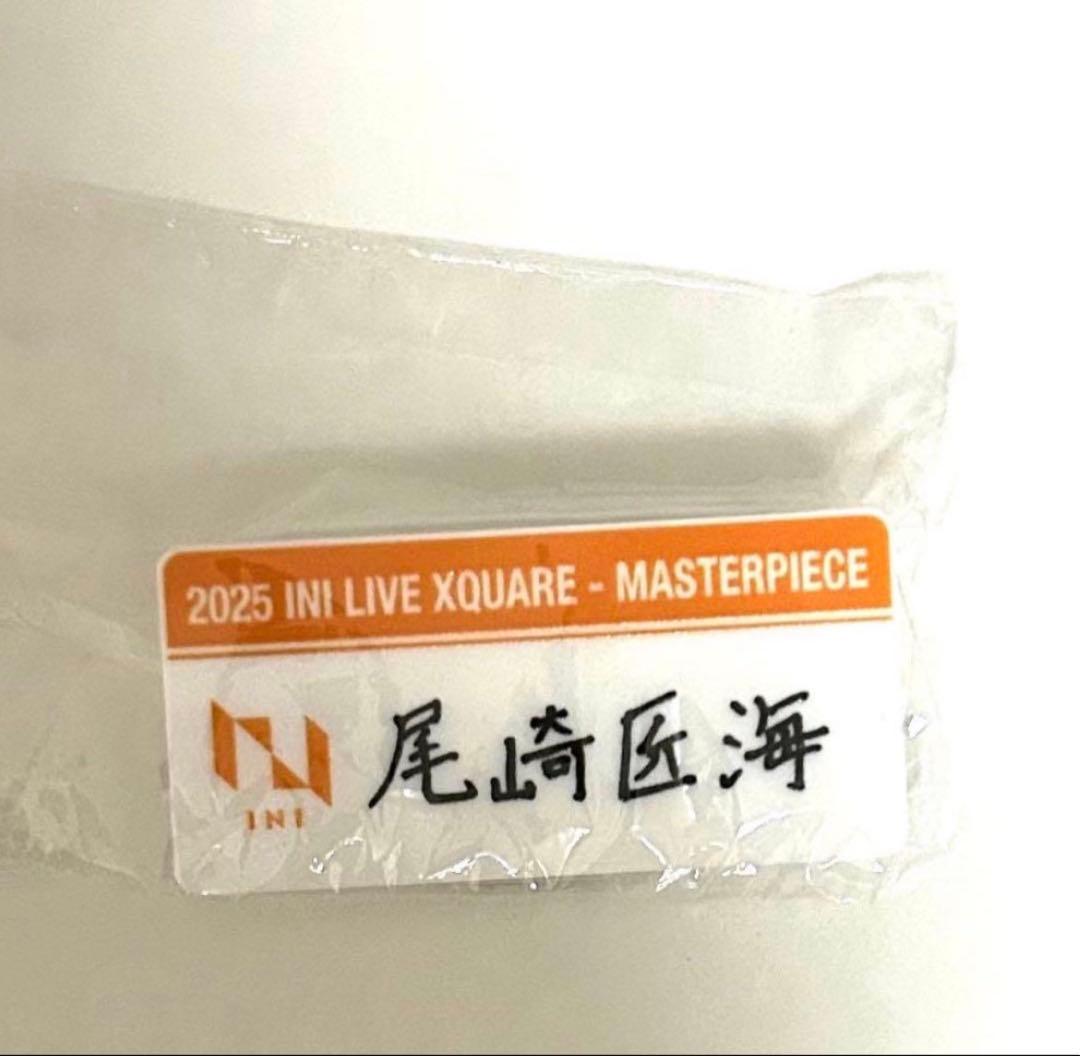 2025 INI LIVE XQUARE - MASTERPIECE
尾崎匠海
INI